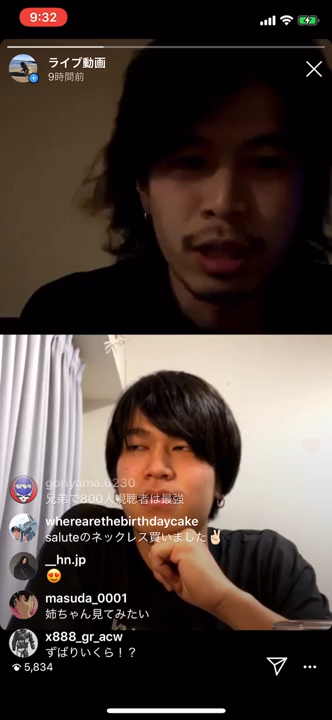 9:32
ライブ動画
9時間前
goriyama.6230
兄弟で800人視聴者は最強
wherearethebirthdaycake
saluteのネックレス買いました✌🏻
__hn.jp
😍
masuda_0001
姉ちゃん見てみたい
x888_gr_acw
ずばりいくら！？
5,834